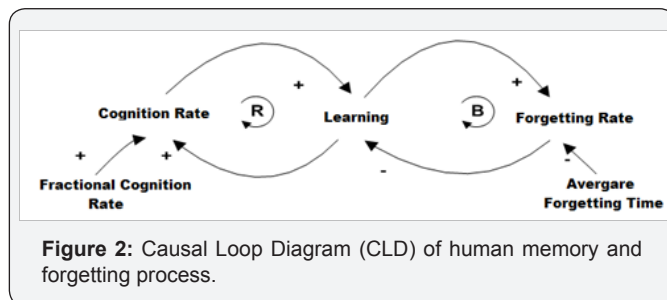 +
+
Cognition Rate
R
Learning
B
Forgetting Rate
+
+
-
-
Fractional Cognition
Rate
Avergare
Forgetting Time
Figure 2: Causal Loop Diagram (CLD) of human memory and
forgetting process.